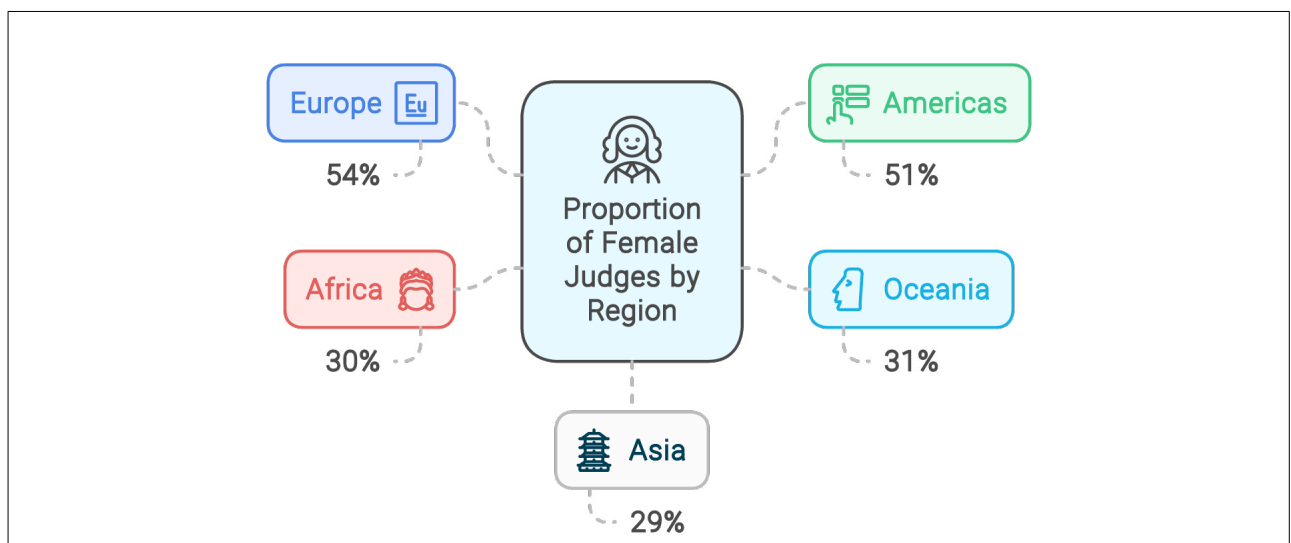 Europe Eu
54%
Americas
51%
Proportion
of Female
Judges by
Region
Africa
30%
Oceania
31%
Asia
29%